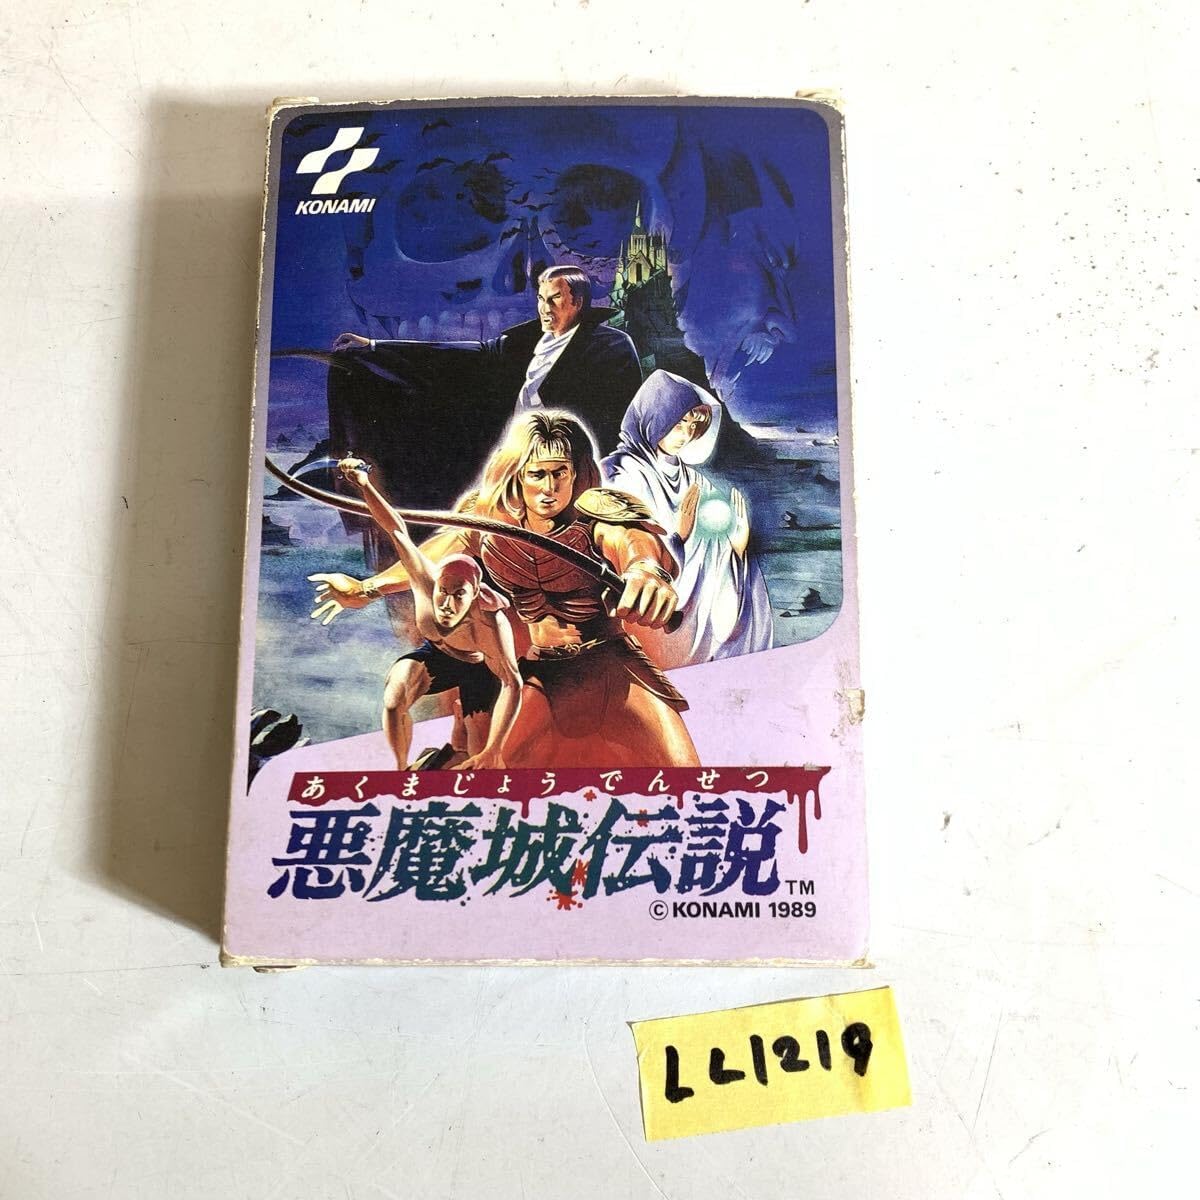 KONAMI
あくまじょうでんせつ
悪魔城伝説 TM
© KONAMI 1989
LL1219